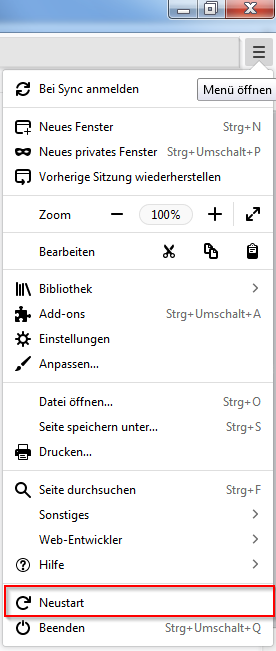 Bei Sync anmelden
Menü öffnen
Neues Fenster Strg+N
Neues privates Fenster Strg+Umschalt+P
Vorherige Sitzung wiederherstellen
Zoom 100%
Bearbeiten
Bibliothek
Add-ons Strg+Umschalt+A
Einstellungen
Anpassen...
Datei öffnen... Strg+O
Seite speichern unter... Strg+S
Drucken...
Seite durchsuchen Strg+F
Sonstiges
Web-Entwickler
Hilfe
Neustart
Beenden Strg+Umschalt+Q